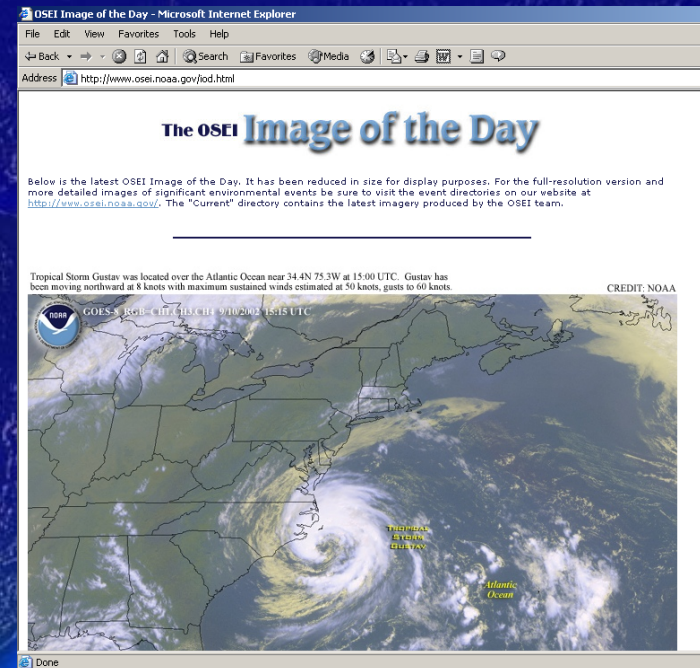 OSEI Image of the Day - Microsoft Internet Explorer
File Edit View Favorites Tools Help
Back Search Favorites Media
Address http://www.osei.noaa.gov/iod.html
The OSEI Image of the Day
Below is the latest OSEI Image of the Day. It has been reduced in size for display purposes. For the full-resolution version and
more detailed images of significant environmental events be sure to visit the event directories on our website at
http://www.osei.noaa.gov/. The "Current" directory contains the latest imagery produced by the OSEI team.
Tropical Storm Gustav was located over the Atlantic Ocean near 34.4N 75.3W at 15:00 UTC. Gustav has
been moving northward at 8 knots with maximum sustained winds estimated at 50 knots, gusts to 60 knots.
CREDIT: NOAA
NOAA
GOES-8 RGB=CH1,CH3,CH4 9/10/2002 15:15 UTC
TROPICAL
STORM
GUSTAV
Atlantic
Ocean
Done